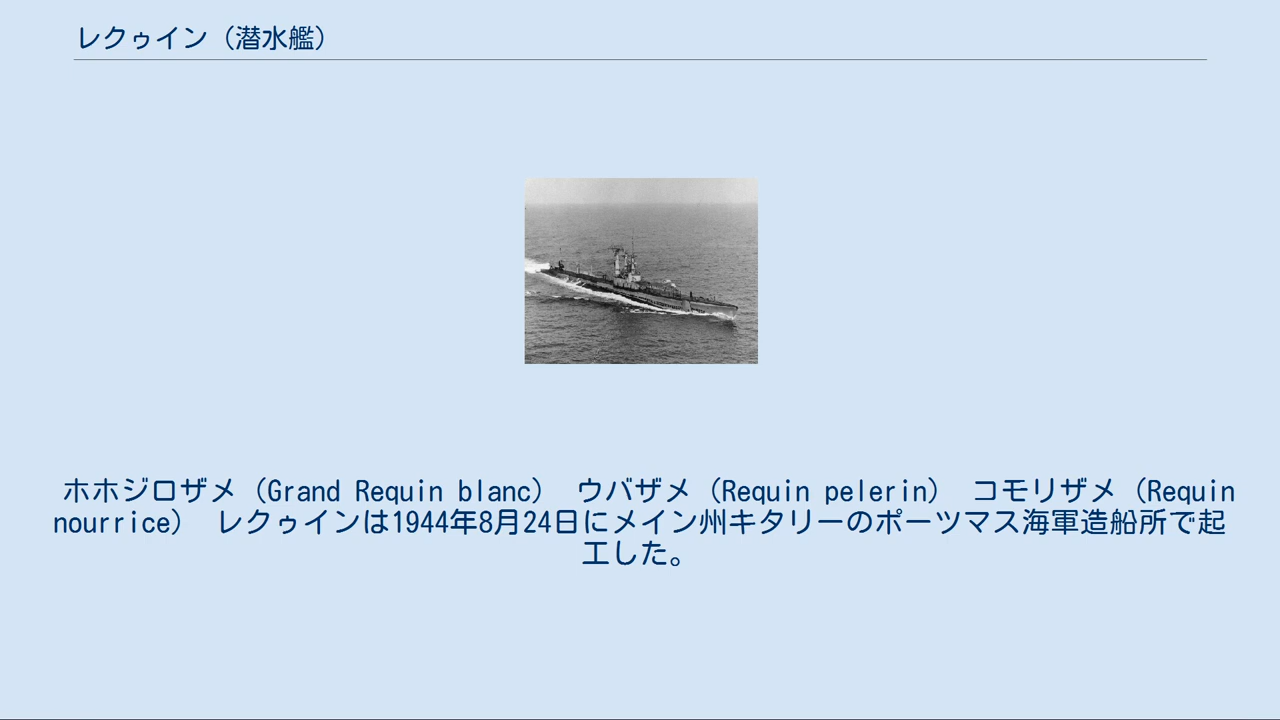 レクゥイン（潜水艦）
ホホジロザメ（Grand Requin blanc） ウバザメ（Requin pelerin） コモリザメ（Requin
nourrice） レクゥインは1944年8月24日にメイン州キタリーのポーツマス海軍造船所で起
工した。